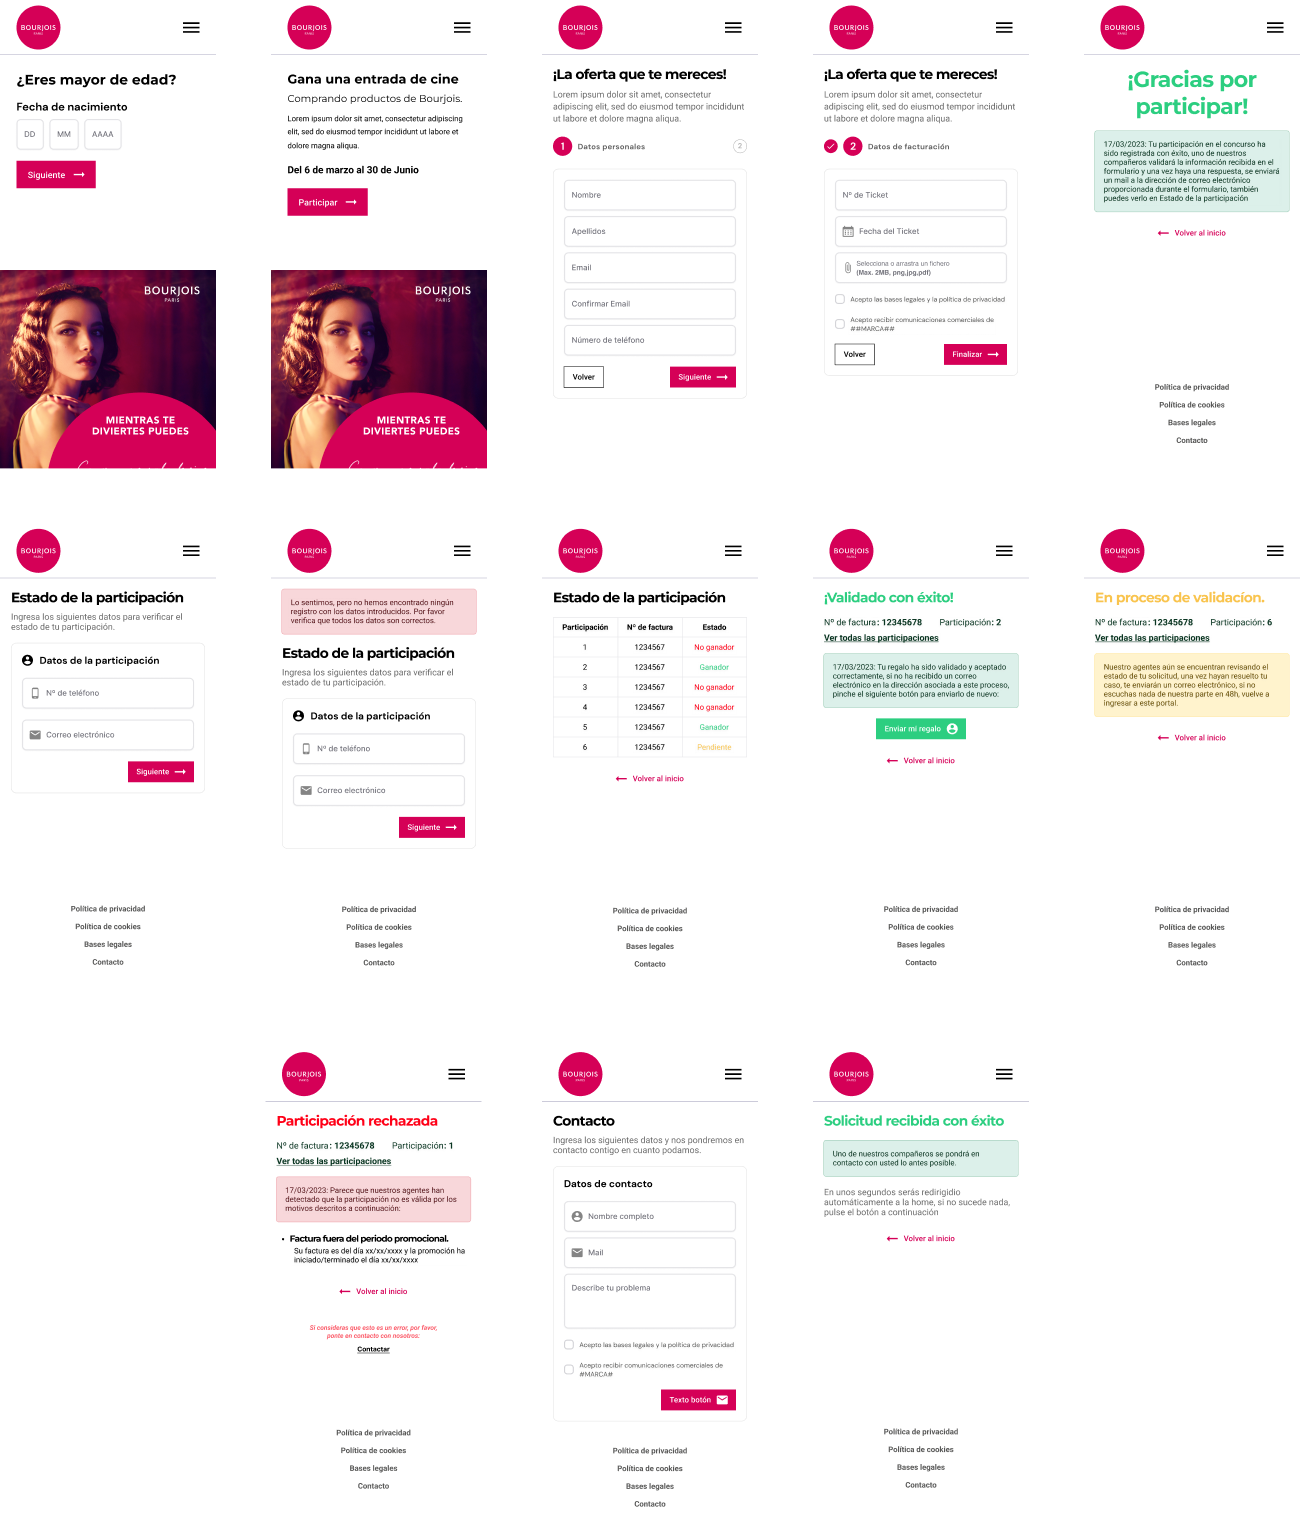 BOURJOIS
PARIS
¿Eres mayor de edad?
Fecha de nacimiento
DD
MM
AAAA
Siguiente
BOURJOIS
PARIS
MIENTRAS TE
DIVIERTES PUEDES
BOURJOIS
PARIS
Gana una entrada de cine
Comprando productos de Bourjois.
Lorem ipsum dolor sit amet, consectetur adipiscing
elit, sed do eiusmod tempor incididunt ut labore et
dolore magna aliqua.
Del 6 de marzo al 30 de Junio
Participar
BOURJOIS
PARIS
MIENTRAS TE
DIVIERTES PUEDES
BOURJOIS
PARIS
¡La oferta que te mereces!
Lorem ipsum dolor sit amet, consectetur
adipiscing elit, sed do eiusmod tempor incididunt
ut labore et dolore magna aliqua.
1 Datos personales 2
Nombre
Apellidos
Email
Confirmar Email
Número de teléfono
Volver
Siguiente
BOURJOIS
PARIS
¡La oferta que te mereces!
Lorem ipsum dolor sit amet, consectetur
adipiscing elit, sed do eiusmod tempor incididunt
ut labore et dolore magna aliqua.
2 Datos de facturación
Nº de Ticket
Fecha del Ticket
Selecciona o arrastra un fichero
(Max. 2MB, png,jpg,pdf)
Acepto las bases legales y la política de privacidad
Acepto recibir comunicaciones comerciales de
##MARCA##
Volver
Finalizar
BOURJOIS
PARIS
¡Gracias por
participar!
17/03/2023: Tu participación en el concurso ha
sido registrada con éxito, uno de nuestros
compañeros validará la información recibida en el
formulario y una vez haya una respuesta, se enviará
un mail a la dirección de correo electrónico
proporcionada durante el formulario, también
puedes verlo en Estado de la participación
Volver al inicio
Política de privacidad
Política de cookies
Bases legales
Contacto
BOURJOIS
PARIS
Estado de la participación
Ingresa los siguientes datos para verificar el
estado de tu participación.
Datos de la participación
Nº de teléfono
Correo electrónico
Siguiente
Política de privacidad
Política de cookies
Bases legales
Contacto
BOURJOIS
PARIS
Lo sentimos, pero no hemos encontrado ningún
registro con los datos introducidos. Por favor
verifica que todos los datos son correctos.
Estado de la participación
Ingresa los siguientes datos para verificar el
estado de tu participación.
Datos de la participación
Nº de teléfono
Correo electrónico
Siguiente
Política de privacidad
Política de cookies
Bases legales
Contacto
BOURJOIS
PARIS
Estado de la participación
Participación Nº de factura Estado
1 1234567 No ganador
2 1234567 Ganador
3 1234567 No ganador
4 1234567 No ganador
5 1234567 Ganador
6 1234567 Pendiente
Volver al inicio
Política de privacidad
Política de cookies
Bases legales
Contacto
BOURJOIS
PARIS
¡Validado con éxito!
Nº de factura: 12345678 Participación: 2
Ver todas las participaciones
17/03/2023: Tu regalo ha sido validado y aceptado
correctamente, si no ha recibido un correo
electrónico en la dirección asociada a este proceso,
pinche el siguiente botón para enviarlo de nuevo:
Enviar mi regalo
Volver al inicio
Política de privacidad
Política de cookies
Bases legales
Contacto
BOURJOIS
PARIS
En proceso de validacíon.
Nº de factura: 12345678 Participación: 6
Ver todas las participaciones
Nuestro agentes aún se encuentran revisando el
estado de tu solicitud, una vez hayan resuelto tu
caso, te enviarán un correo electrónico, si no
escuchas nada de nuestra parte en 48h, vuelve a
ingresar a este portal.
Volver al inicio
Política de privacidad
Política de cookies
Bases legales
Contacto
BOURJOIS
PARIS
Participación rechazada
Nº de factura: 12345678 Participación: 1
Ver todas las participaciones
17/03/2023: Parece que nuestros agentes han
detectado que la participación no es válida por los
motivos descritos a continuación:
• Factura fuera del periodo promocional.
Su factura es del día xx/xx/xxxx y la promoción ha
iniciado/terminado el día xx/xx/xxxx
Volver al inicio
Si consideras que esto es un error, por favor,
ponte en contacto con nosotros:
Contactar
Política de privacidad
Política de cookies
Bases legales
Contacto
BOURJOIS
PARIS
Contacto
Ingresa los siguientes datos y nos pondremos en
contacto contigo en cuanto podamos.
Datos de contacto
Nombre completo
Mail
Describe tu problema
Acepto las bases legales y la política de privacidad
Acepto recibir comunicaciones comerciales de
#MARCA#
Texto botón
Política de privacidad
Política de cookies
Bases legales
Contacto
BOURJOIS
PARIS
Solicitud recibida con éxito
Uno de nuestros compañeros se pondrá en
contacto con usted lo antes posible.
En unos segundos serás redirigidio
automáticamente a la home, si no sucede nada,
pulse el botón a continuación
Volver al inicio
Política de privacidad
Política de cookies
Bases legales
Contacto